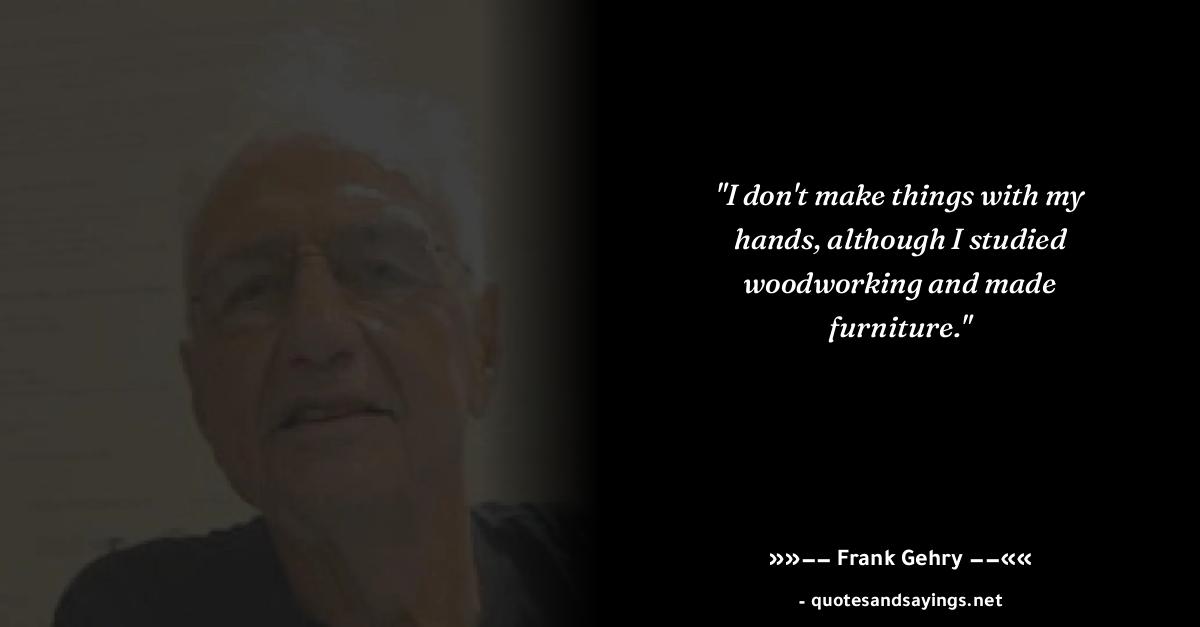 "I don't make things with my
hands, although I studied
woodworking and made
furniture."
»»−− Frank Gehry −−««
- quotesandsayings.net